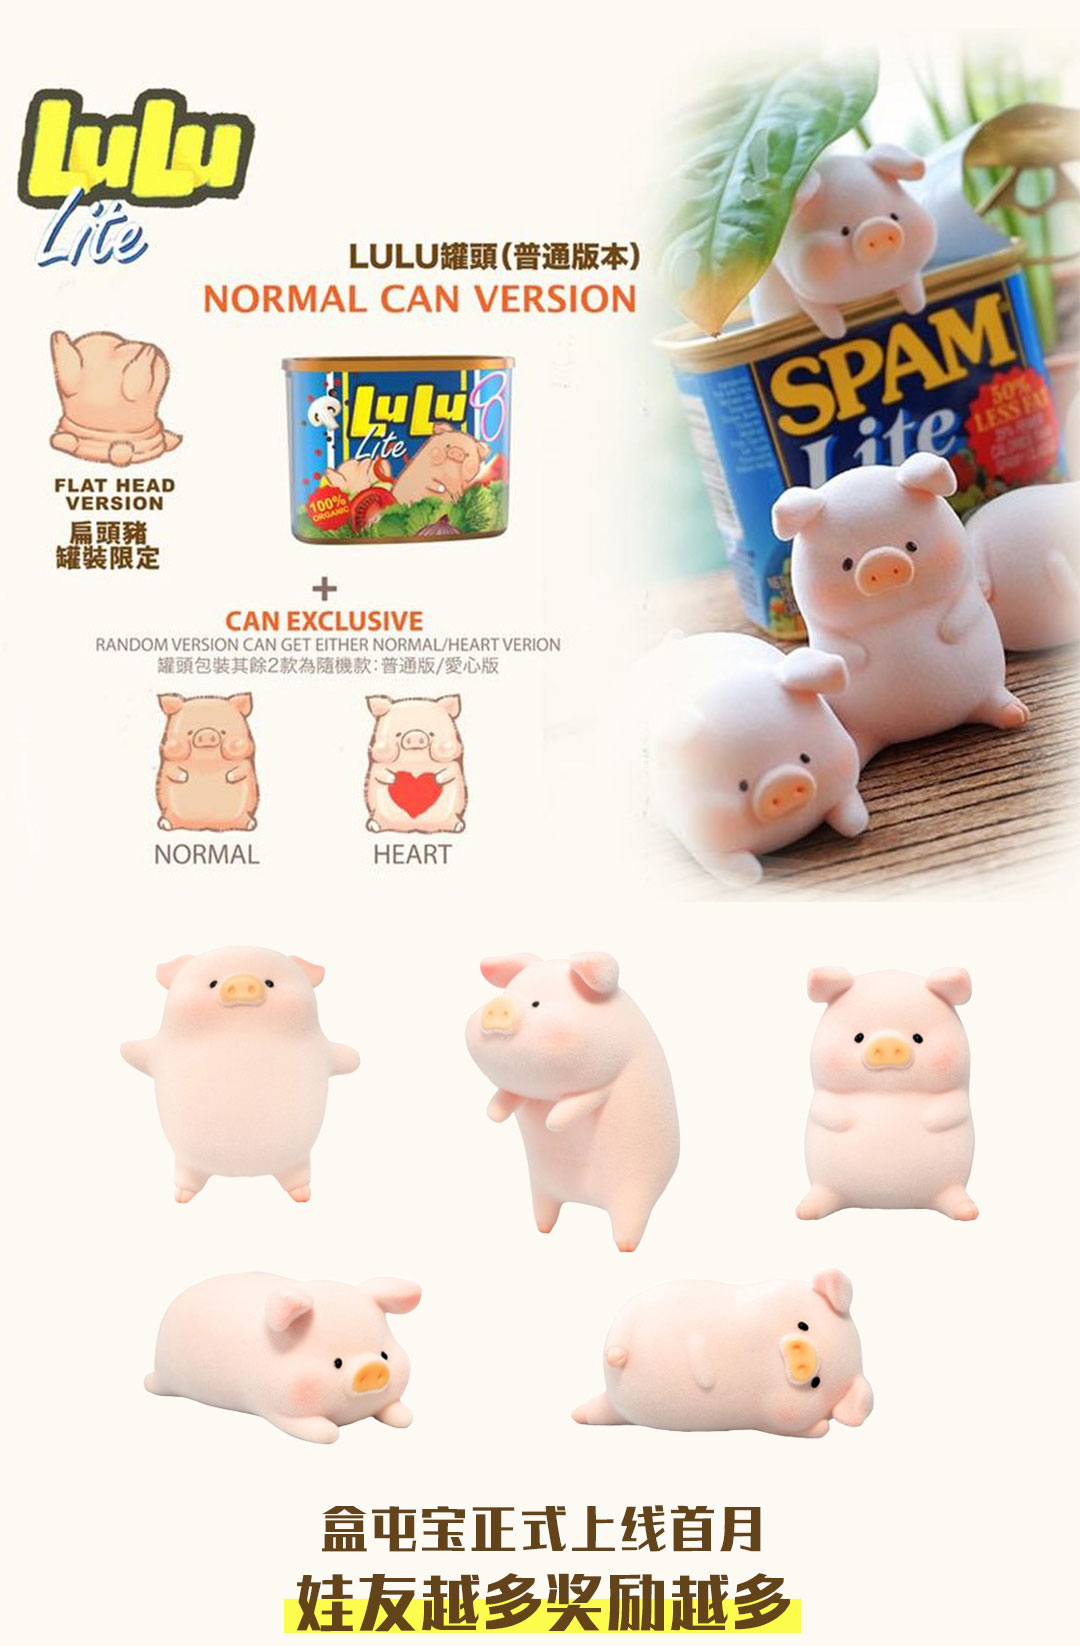 LuLu
Lite
LULU罐頭(普通版本)
NORMAL CAN VERSION
FLAT HEAD
VERSION
扁頭豬
罐裝限定
LuLu
Lite
100%
ORGANIC
+
CAN EXCLUSIVE
RANDOM VERSION CAN GET EITHER NORMAL/HEART VERION
罐頭包裝其餘2款為隨機款:普通版/愛心版
NORMAL
HEART
SPAM
Lite
50%
LESS FAT
盒屯宝正式上线首月
娃友越多奖励越多